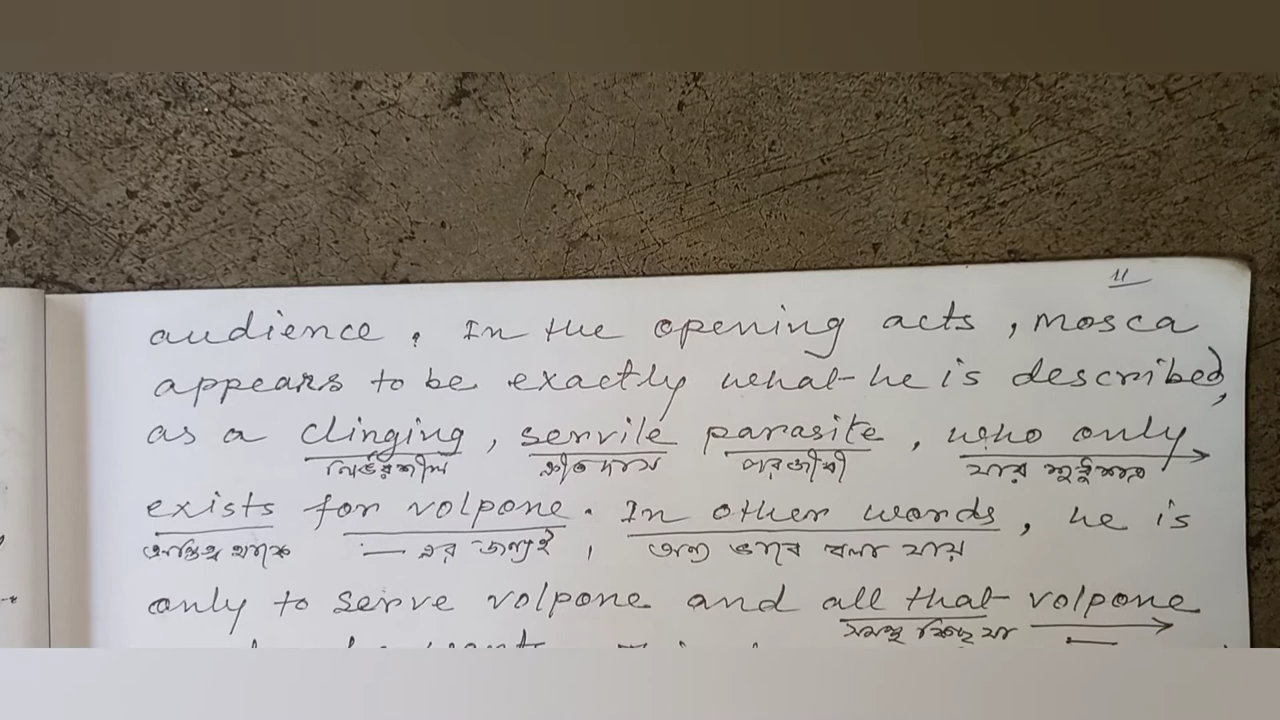 11
audience. In the opening acts, Mosca
appears to be exactly what he is described,
as a clinging, servile parasite, who only
নির্ভরশীল ক্রীতদাস পরজীবী যার শুধুমাত্র
exists for volpone. In other words, he is
অস্তিত্ব থাকে — এর জন্যই, অন্য ভাবে বলা যায়
only to serve volpone and all that volpone
সমস্ত কিছু যা —